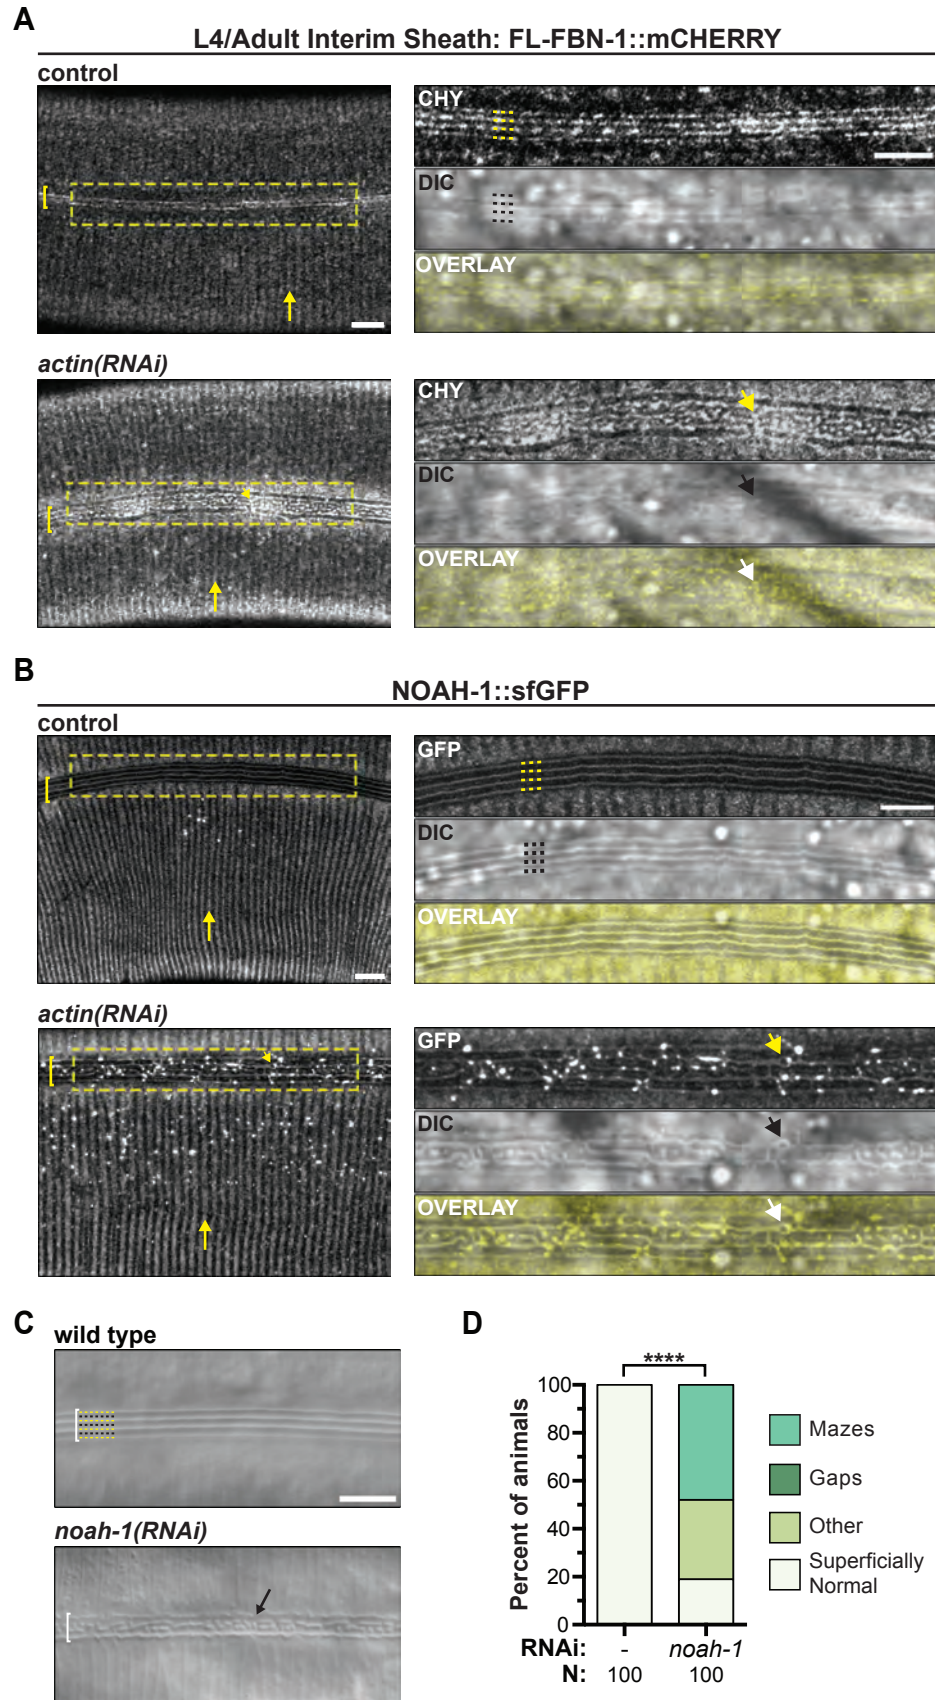 A
L4/Adult Interim Sheath: FL-FBN-1::mCHERRY
control
CHY
DIC
OVERLAY
actin(RNAi)
CHY
DIC
OVERLAY
B
NOAH-1::sfGFP
control
GFP
DIC
OVERLAY
actin(RNAi)
GFP
DIC
OVERLAY
C
wild type
noah-1(RNAi)
D
****
Percent of animals
100
80
60
40
20
0
Mazes
Gaps
Other
Superficially
Normal
RNAi: - noah-1
N: 100 100